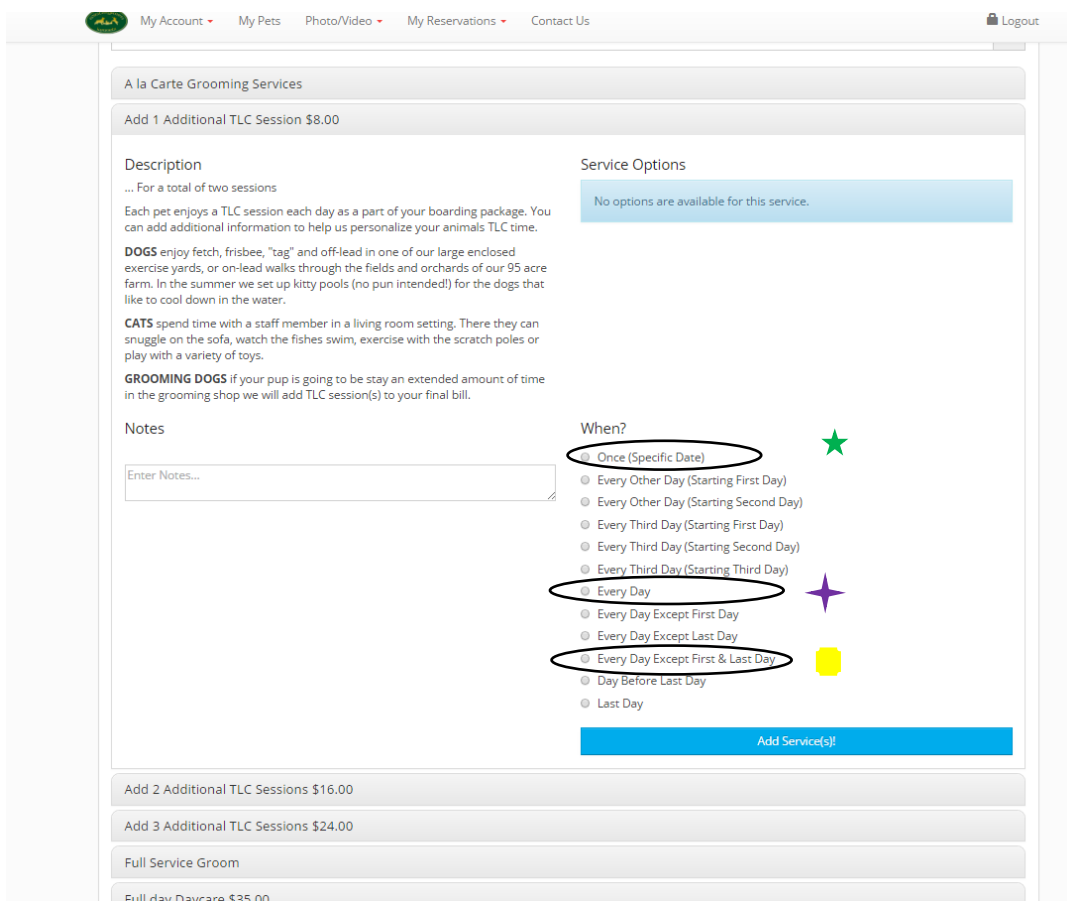 My Account My Pets Photo/Video My Reservations Contact Us Logout
A la Carte Grooming Services
Add 1 Additional TLC Session $8.00
Description
... For a total of two sessions
Each pet enjoys a TLC session each day as a part of your boarding package. You
can add additional information to help us personalize your animals TLC time.
DOGS enjoy fetch, frisbee, "tag" and off-lead in one of our large enclosed
exercise yards, or on-lead walks through the fields and orchards of our 95 acre
farm. In the summer we set up kitty pools (no pun intended!) for the dogs that
like to cool down in the water.
CATS spend time with a staff member in a living room setting. There they can
snuggle on the sofa, watch the fishes swim, exercise with the scratch poles or
play with a variety of toys.
GROOMING DOGS if your pup is going to be stay an extended amount of time
in the grooming shop we will add TLC session(s) to your final bill.
Service Options
No options are available for this service.
Notes
Enter Notes...
When?
Once (Specific Date)
Every Other Day (Starting First Day)
Every Other Day (Starting Second Day)
Every Third Day (Starting First Day)
Every Third Day (Starting Second Day)
Every Third Day (Starting Third Day)
Every Day
Every Day Except First Day
Every Day Except Last Day
Every Day Except First & Last Day
Day Before Last Day
Last Day
Add Service(s)!
Add 2 Additional TLC Sessions $16.00
Add 3 Additional TLC Sessions $24.00
Full Service Groom
Full day Daycare $35.00